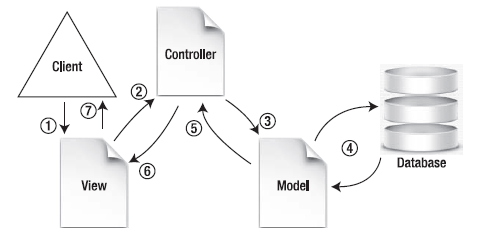 Controller
Client
②
⑦
①
③
⑤
④
⑥
Database
View
Model